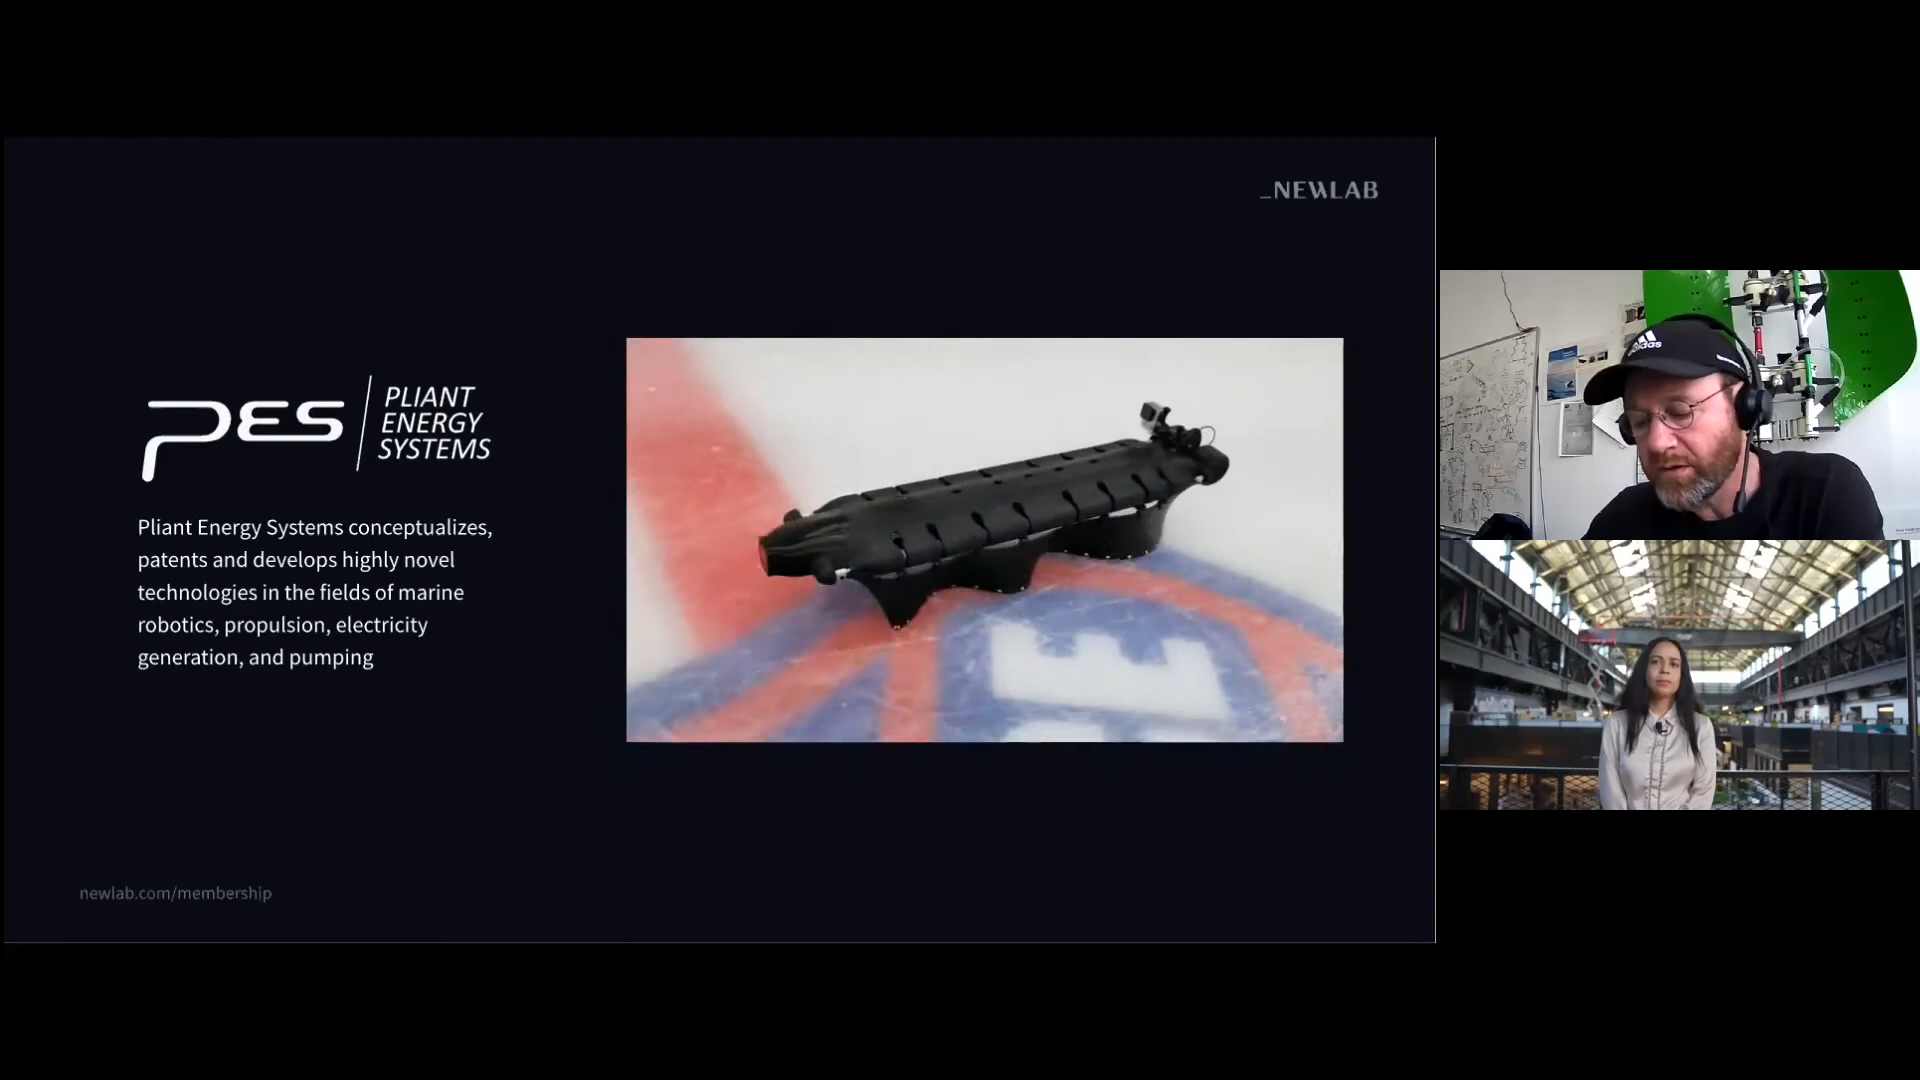 _NEWLAB
PES
PLIANT
ENERGY
SYSTEMS
Pliant Energy Systems conceptualizes,
patents and develops highly novel
technologies in the fields of marine
robotics, propulsion, electricity
generation, and pumping
newlab.com/membership
adidas